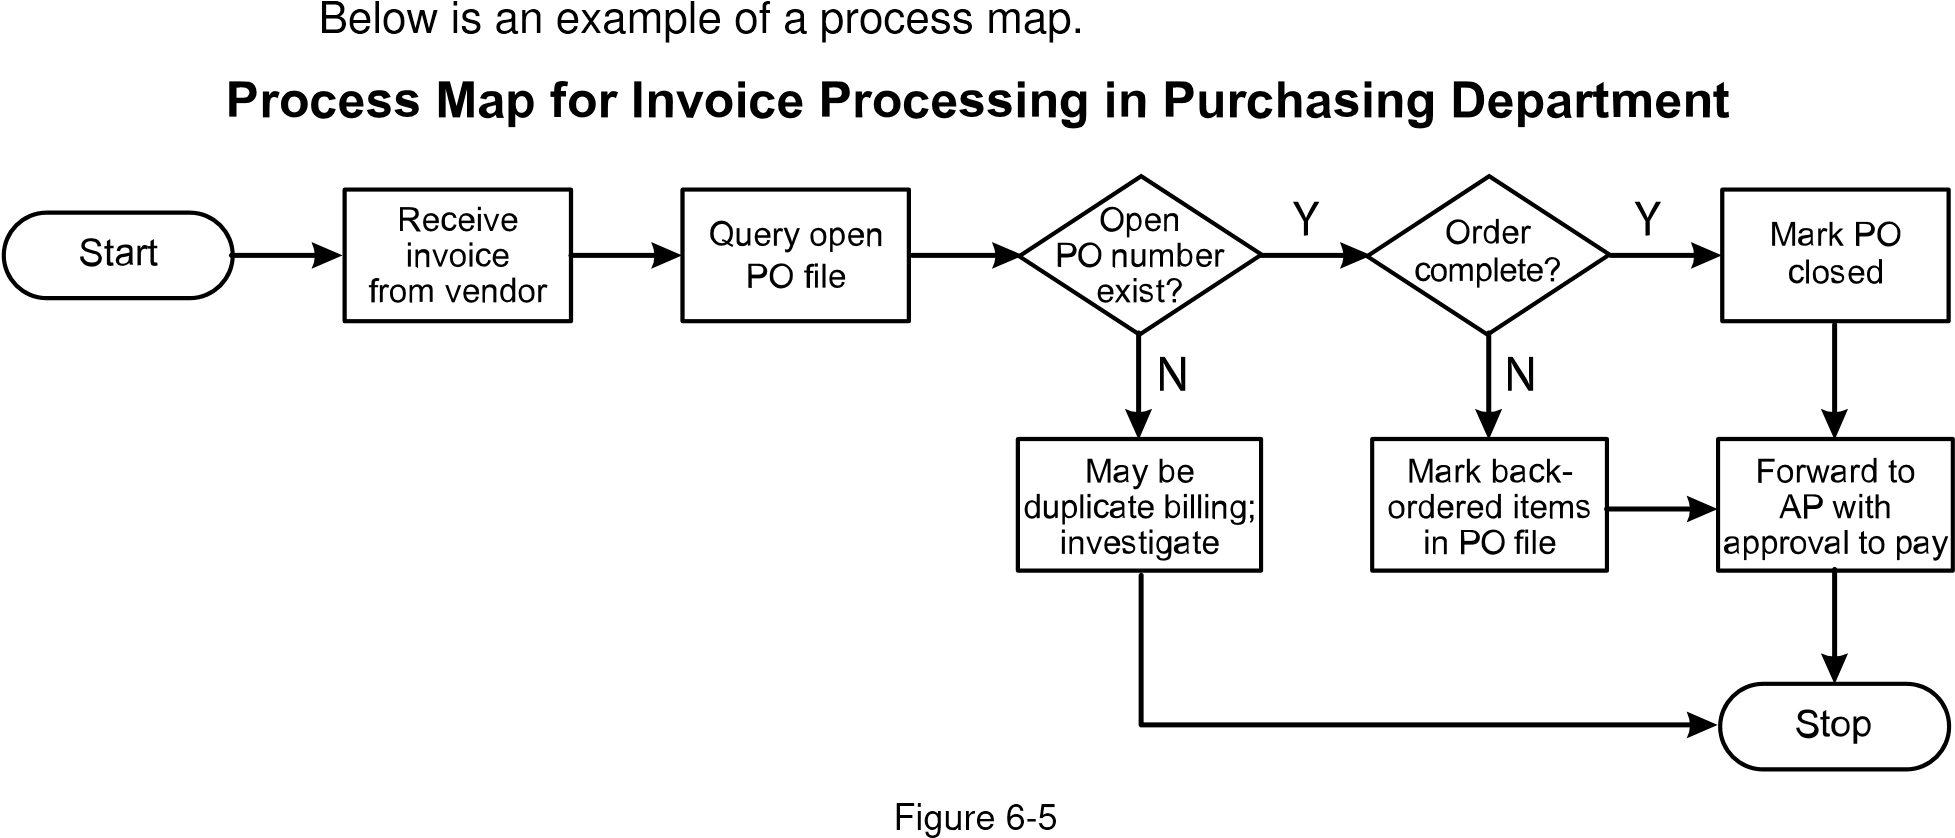 Below is an example of a process map.
Process Map for Invoice Processing in Purchasing Department
Start
Receive
invoice
from vendor
Query open
PO file
Open
PO number
exist?
Y
Order
complete?
Y
Mark PO
closed
N
N
May be
duplicate billing;
investigate
Mark back-
ordered items
in PO file
Forward to
AP with
approval to pay
Stop
Figure 6-5